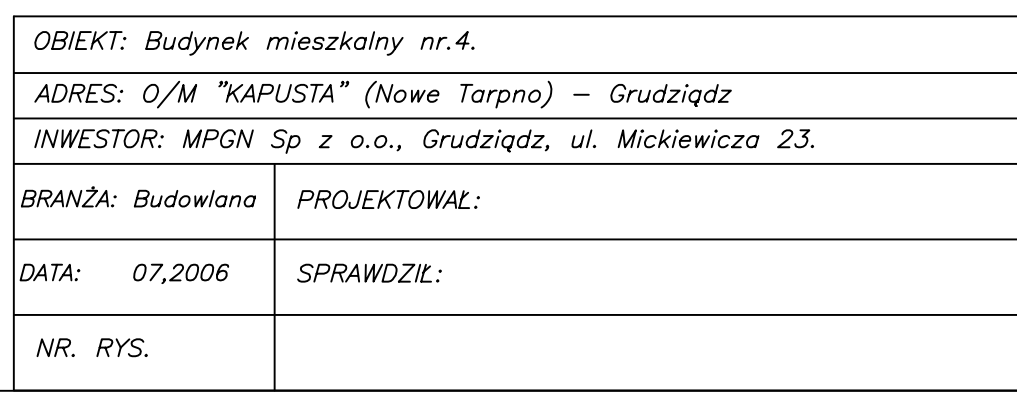 OBIEKT: Budynek mieszkalny nr.4.
ADRES: O/M "KAPUSTA" (Nowe Tarpno) – Grudziądz
INWESTOR: MPGN Sp z o.o., Grudziądz, ul. Mickiewicza 23.
BRANŻA: Budowlana PROJEKTOWAŁ:
DATA: 07,2006 SPRAWDZIŁ:
NR. RYS.